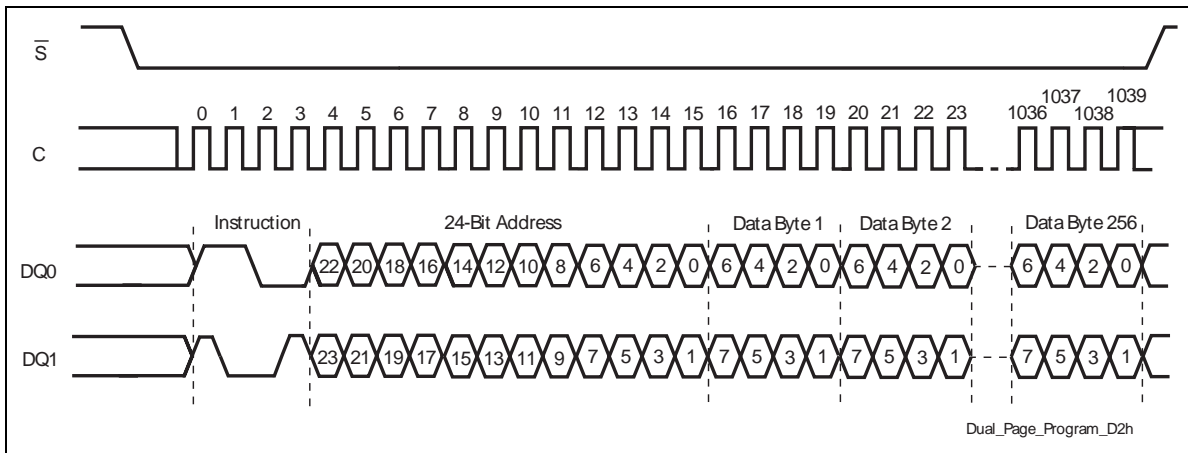 S
0 1 2 3 4 5 6 7 8 9 10 11 12 13 14 15 16 17 18 19 20 21 22 23 1036 1037 1038 1039
C
Instruction 24-Bit Address Data Byte 1 Data Byte 2 Data Byte 256
DQ0 22 20 18 16 14 12 10 8 6 4 2 0 6 4 2 0 6 4 2 0 6 4 2 0
DQ1 23 21 19 17 15 13 11 9 7 5 3 1 7 5 3 1 7 5 3 1 7 5 3 1
Dual_Page_Program_D2h